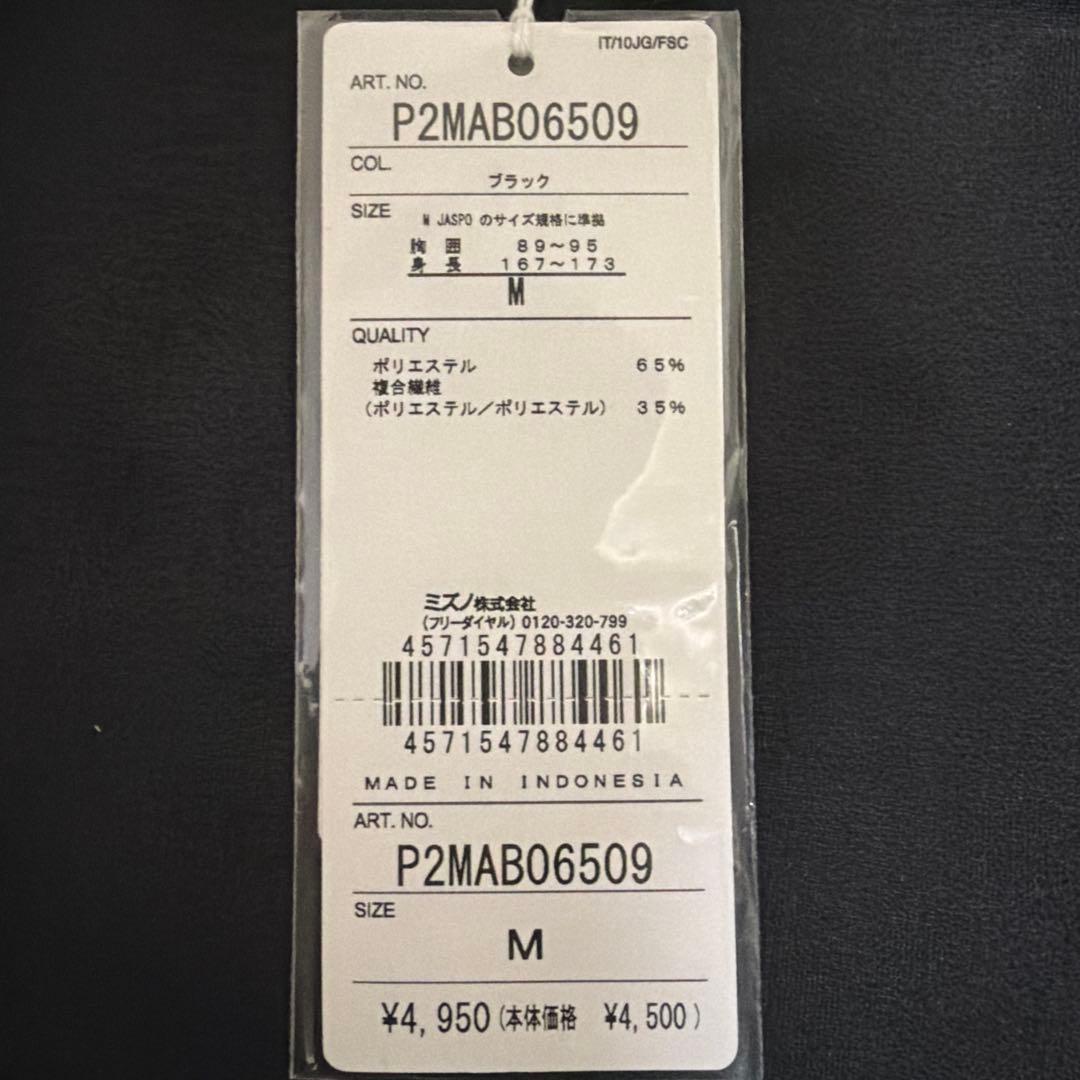 IT/10JG/FSC
ART. NO.
P2MAB06509
COL.
ブラック
SIZE
M JASPO のサイズ規格に準拠
胸 囲 89～95
身 長 167～173
M
QUALITY
ポリエステル 65%
複合繊維
(ポリエステル／ポリエステル) 35%
ミズノ株式会社
(フリーダイヤル) 0120-320-799
4571547884461
4571547884461
MADE IN INDONESIA
ART. NO.
P2MAB06509
SIZE
M
¥4,950(本体価格 ¥4,500)